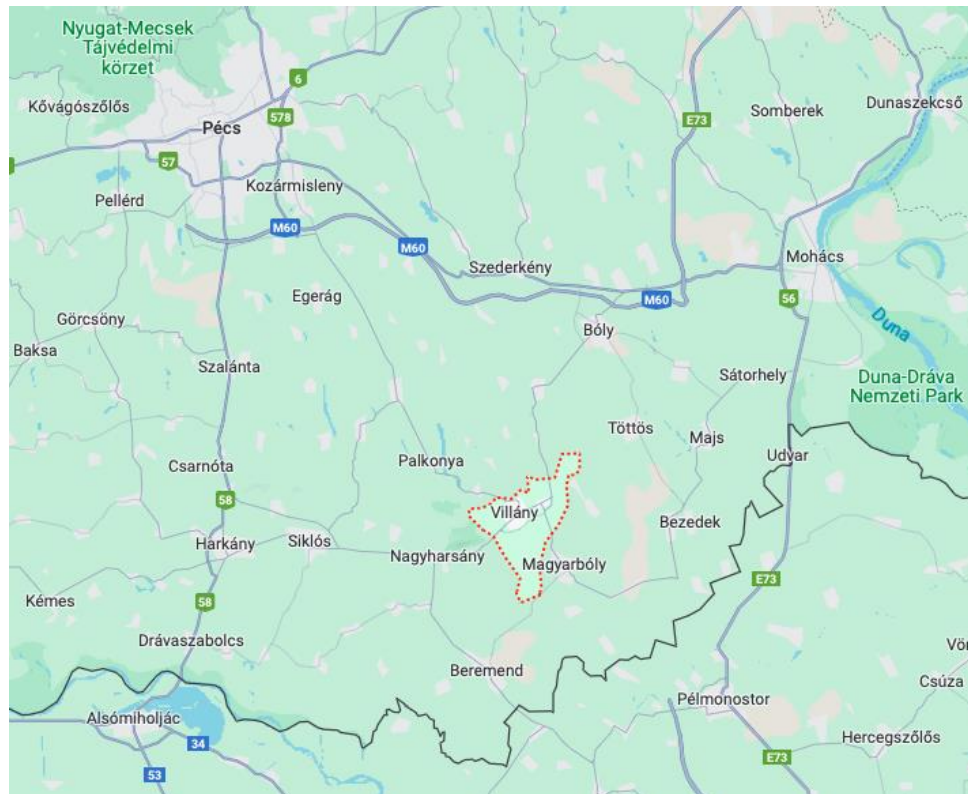 Nyugat-Mecsek
Tájvédelmi
körzet
6
Kővágószőlős
578
Pécs
E73
Somberek
Dunaszekcső
57
Pellérd
Kozármisleny
M60
M60
Szederkény
Mohács
Egerág
M60
56
Görcsöny
Bóly
Duna
Baksa
Szalánta
Sátorhely
Duna-Dráva
Nemzeti Park
Töttös
Majs
Csarnóta
Palkonya
Udvar
58
Villány
Bezedek
Harkány
Siklós
Nagyharsány
Magyarbóly
E73
Kémes
58
Drávaszabolcs
Beremend
Pélmonostor
Csúza
Alsómiholjác
34
Hercegszőlős
53
E73